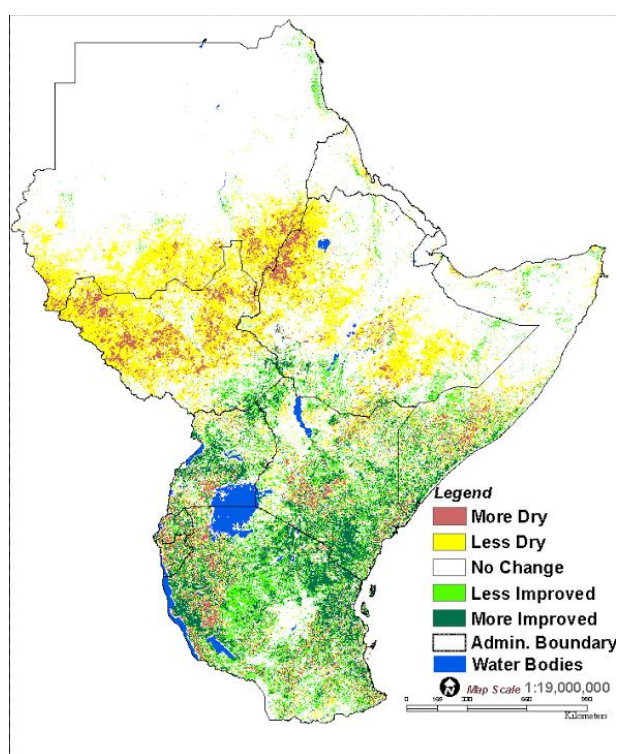 Legend
More Dry
Less Dry
No Change
Less Improved
More Improved
Admin. Boundary
Water Bodies
N Map Scale 1:19,000,000
0
Kilometers